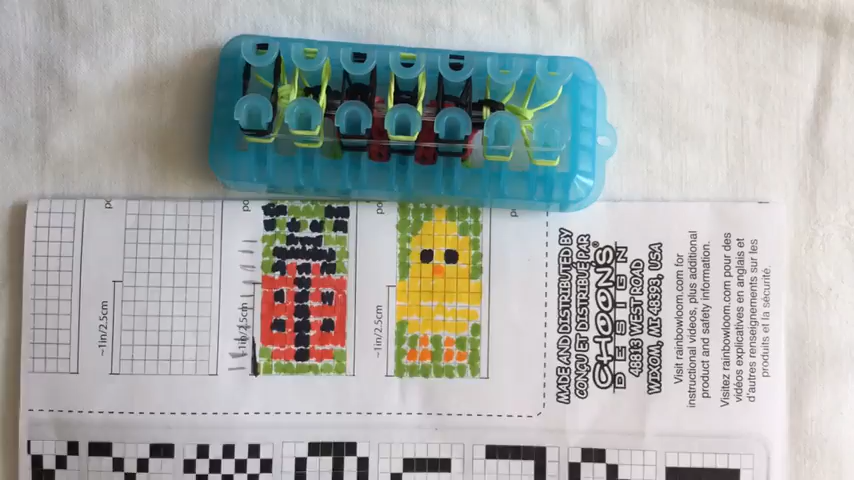 ~1in/2.5cm
~1in/2.5cm
~1in/2.5cm
MADE AND DISTRIBUTED BY
CONÇU ET DISTRIBUÉ PAR
CHOON'S®
DESIGN
48813 WEST ROAD
WIXOM, MI 48393, USA
Visit rainbowloom.com for
instructional videos, plus additional
product and safety information.
Visitez rainbowloom.com pour des
vidéos explicatives en anglais et
d'autres renseignements sur les
produits et la sécurité.